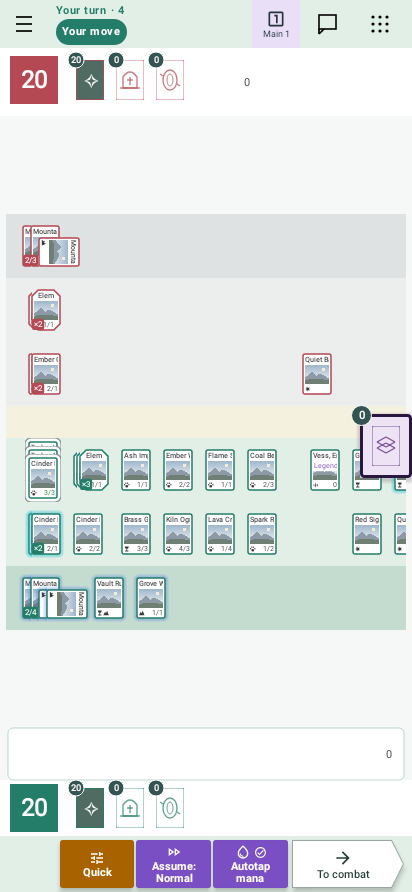 Your turn · 4
Your move
1
Main 1
20
20
0
0
0
Mounta
Mounta
2/3
Elem
×2
1/1
Ember
Quiet B
×2
2/1
0
Elem
Ash Im
Ember
Flame S
Coal Be
Vess, E
Cinder
Legend
3/3
×3
1/1
1/1
2/2
1/1
2/3
0
Cinder
Cinder
Brass G
Kiln Og
Lava Cr
Spark R
Red Sig
Qu
×2
2/1
2/2
3/3
4/3
1/4
1/2
Mounta
Mounta
Vault Ru
Grove W
2/4
1/1
0
20
20
0
0
Quick
Assume:
Normal
Autotap
mana
To combat